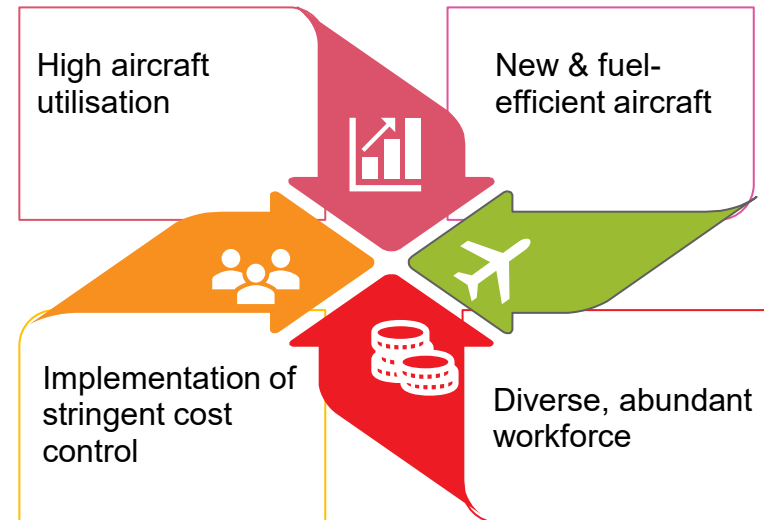 High aircraft
utilisation
New & fuel-
efficient aircraft
Implementation of
stringent cost
control
Diverse, abundant
workforce